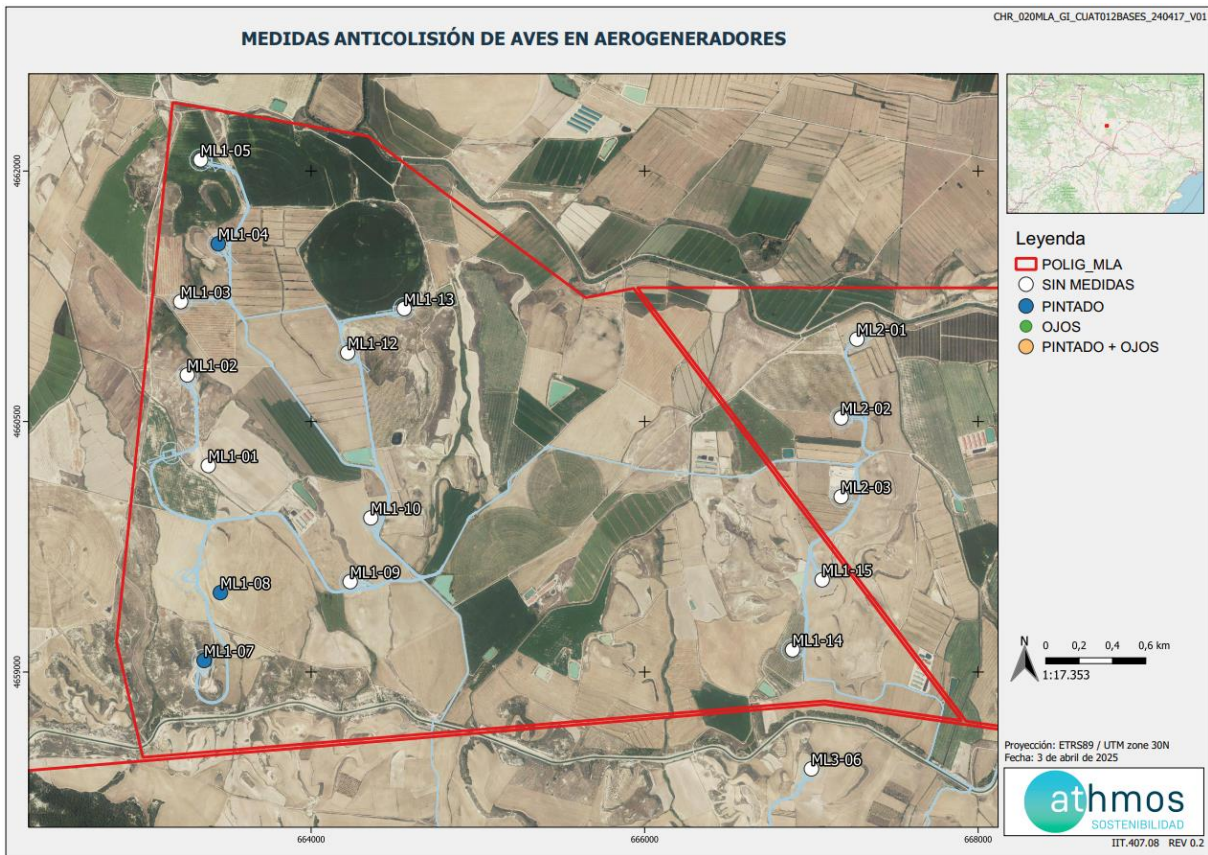 CHR_020MLA_GI_CUAT012BASES_240417_V01
MEDIDAS ANTICOLISIÓN DE AVES EN AEROGENERADORES
ML1-05
ML1-04
ML1-03
ML1-13
ML1-12
ML1-02
ML1-01
ML1-10
ML1-09
ML1-08
ML1-07
ML2-01
ML2-02
ML2-03
ML1-15
ML1-14
ML3-06
4662000
4660500
4659000
664000
666000
668000
Leyenda
POLIG_MLA
SIN MEDIDAS
PINTADO
OJOS
PINTADO + OJOS
N
0 0,2 0,4 0,6 km
1:17.353
Proyección: ETRS89 / UTM zone 30N
Fecha: 3 de abril de 2025
athmos
SOSTENIBILIDAD
IIT.407.08 REV 0.2